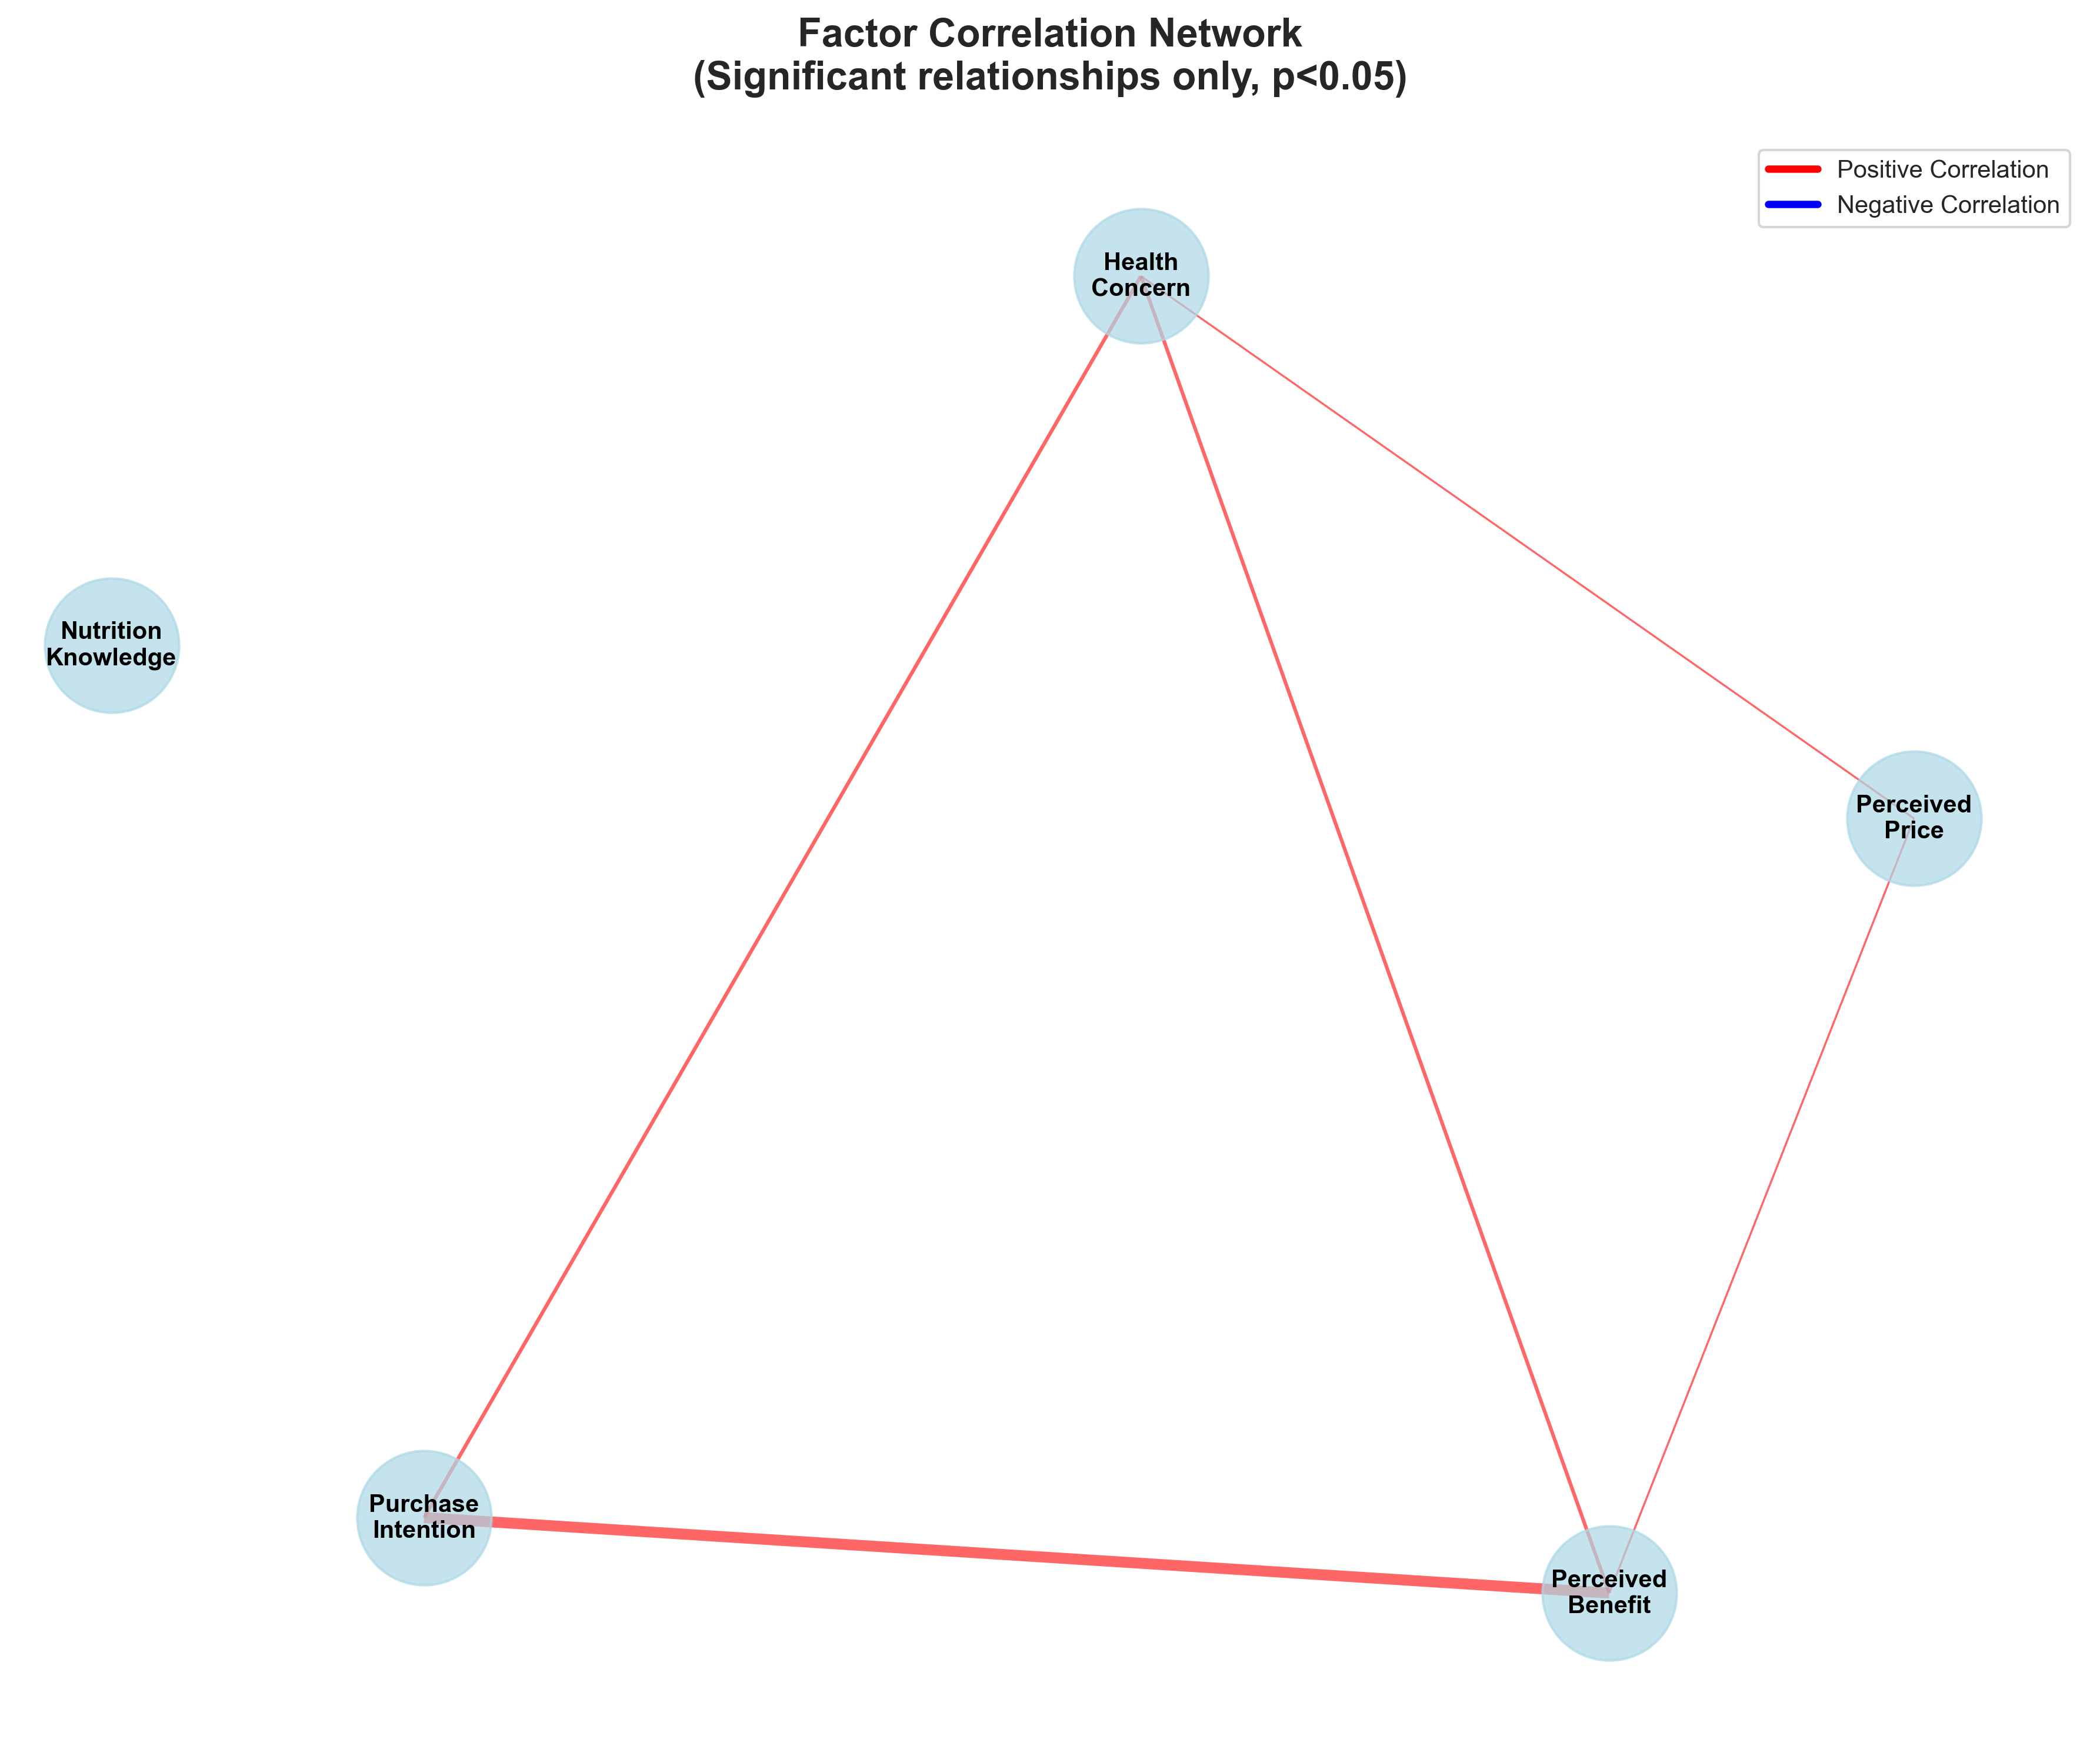 Factor Correlation Network
(Significant relationships only, p<0.05)
Positive Correlation
Negative Correlation
Health
Concern
Nutrition
Knowledge
Perceived
Price
Purchase
Intention
Perceived
Benefit